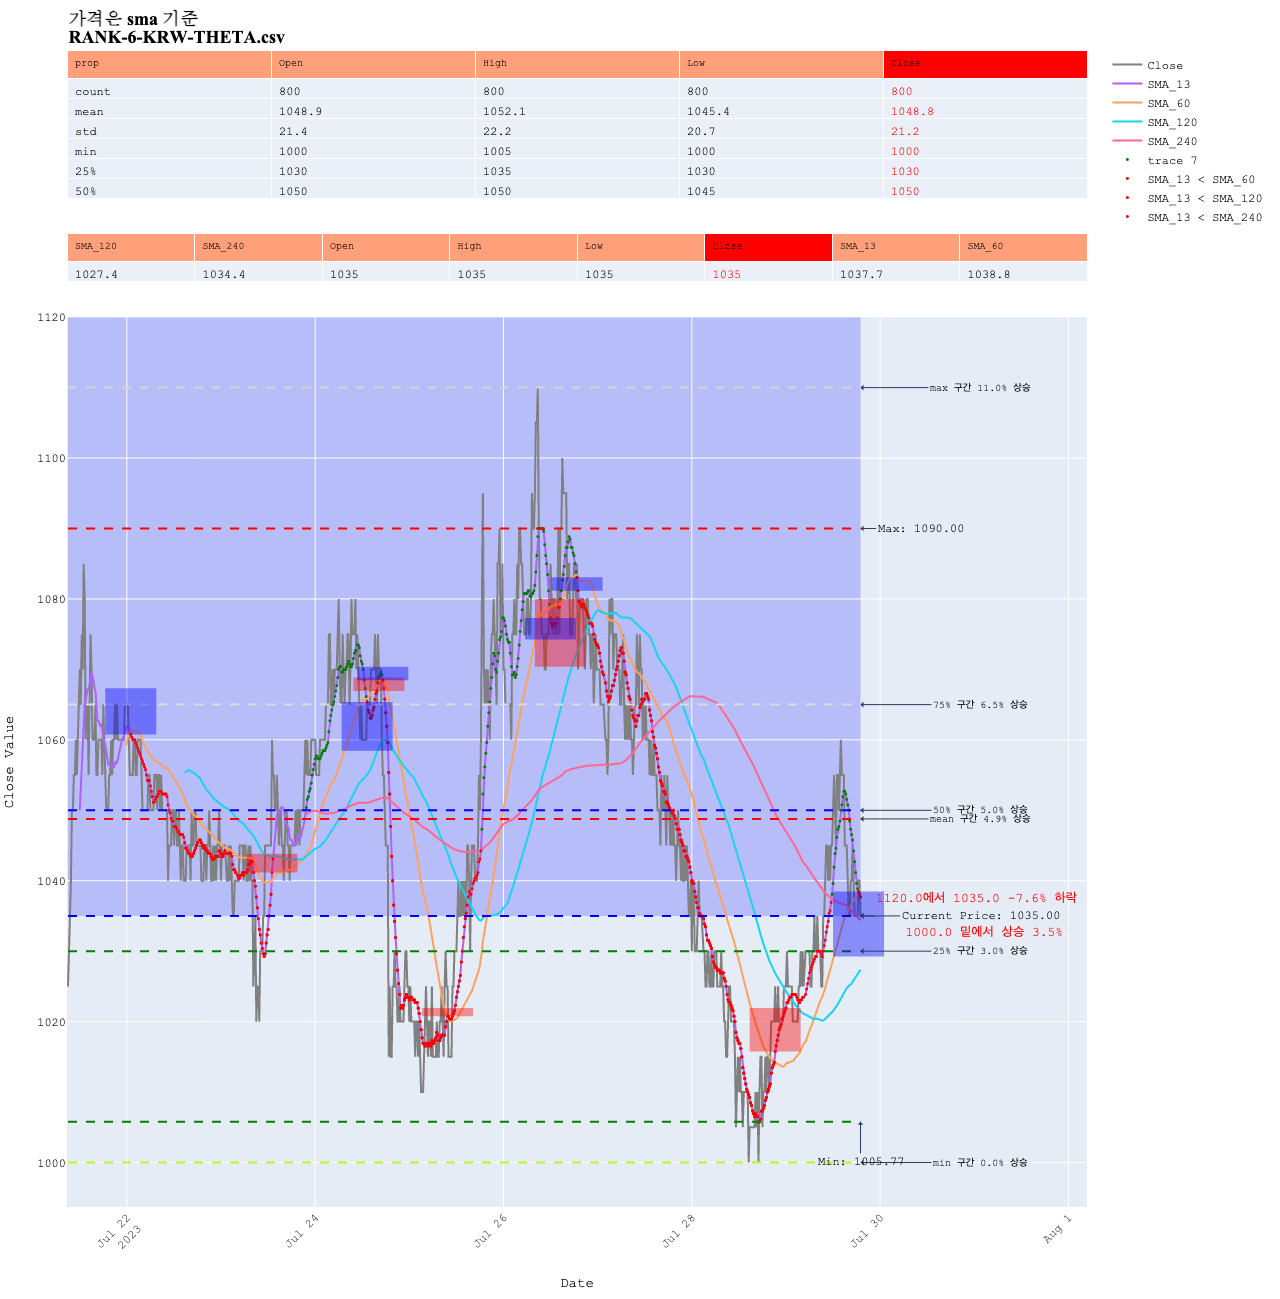 가격은 sma 기준
RANK-6-KRW-THETA.csv
prop Open High Low Close
count 800 800 800 800
mean 1048.9 1052.1 1045.4 1048.8
std 21.4 22.2 20.7 21.2
min 1000 1005 1000 1000
25% 1030 1035 1030 1030
50% 1050 1050 1045 1050
SMA_120 SMA_240 Open High Low Close SMA_13 SMA_60
1027.4 1034.4 1035 1035 1035 1035 1037.7 1038.8
Close
SMA_13
SMA_60
SMA_120
SMA_240
trace 7
SMA_13 < SMA_60
SMA_13 < SMA_120
SMA_13 < SMA_240
1120
1100
1080
1060
1040
1020
1000
Close Value
max 구간 11.0% 상승
Max: 1090.00
75% 구간 6.5% 상승
50% 구간 5.0% 상승
mean 구간 4.9% 상승
1120.0에서 1035.0 -7.6% 하락
Current Price: 1035.00
1000.0 밑에서 상승 3.5%
25% 구간 3.0% 상승
Min: 1005.77
min 구간 0.0% 상승
Jul 22
2023
Jul 24
Jul 26
Jul 28
Jul 30
Aug 1
Date